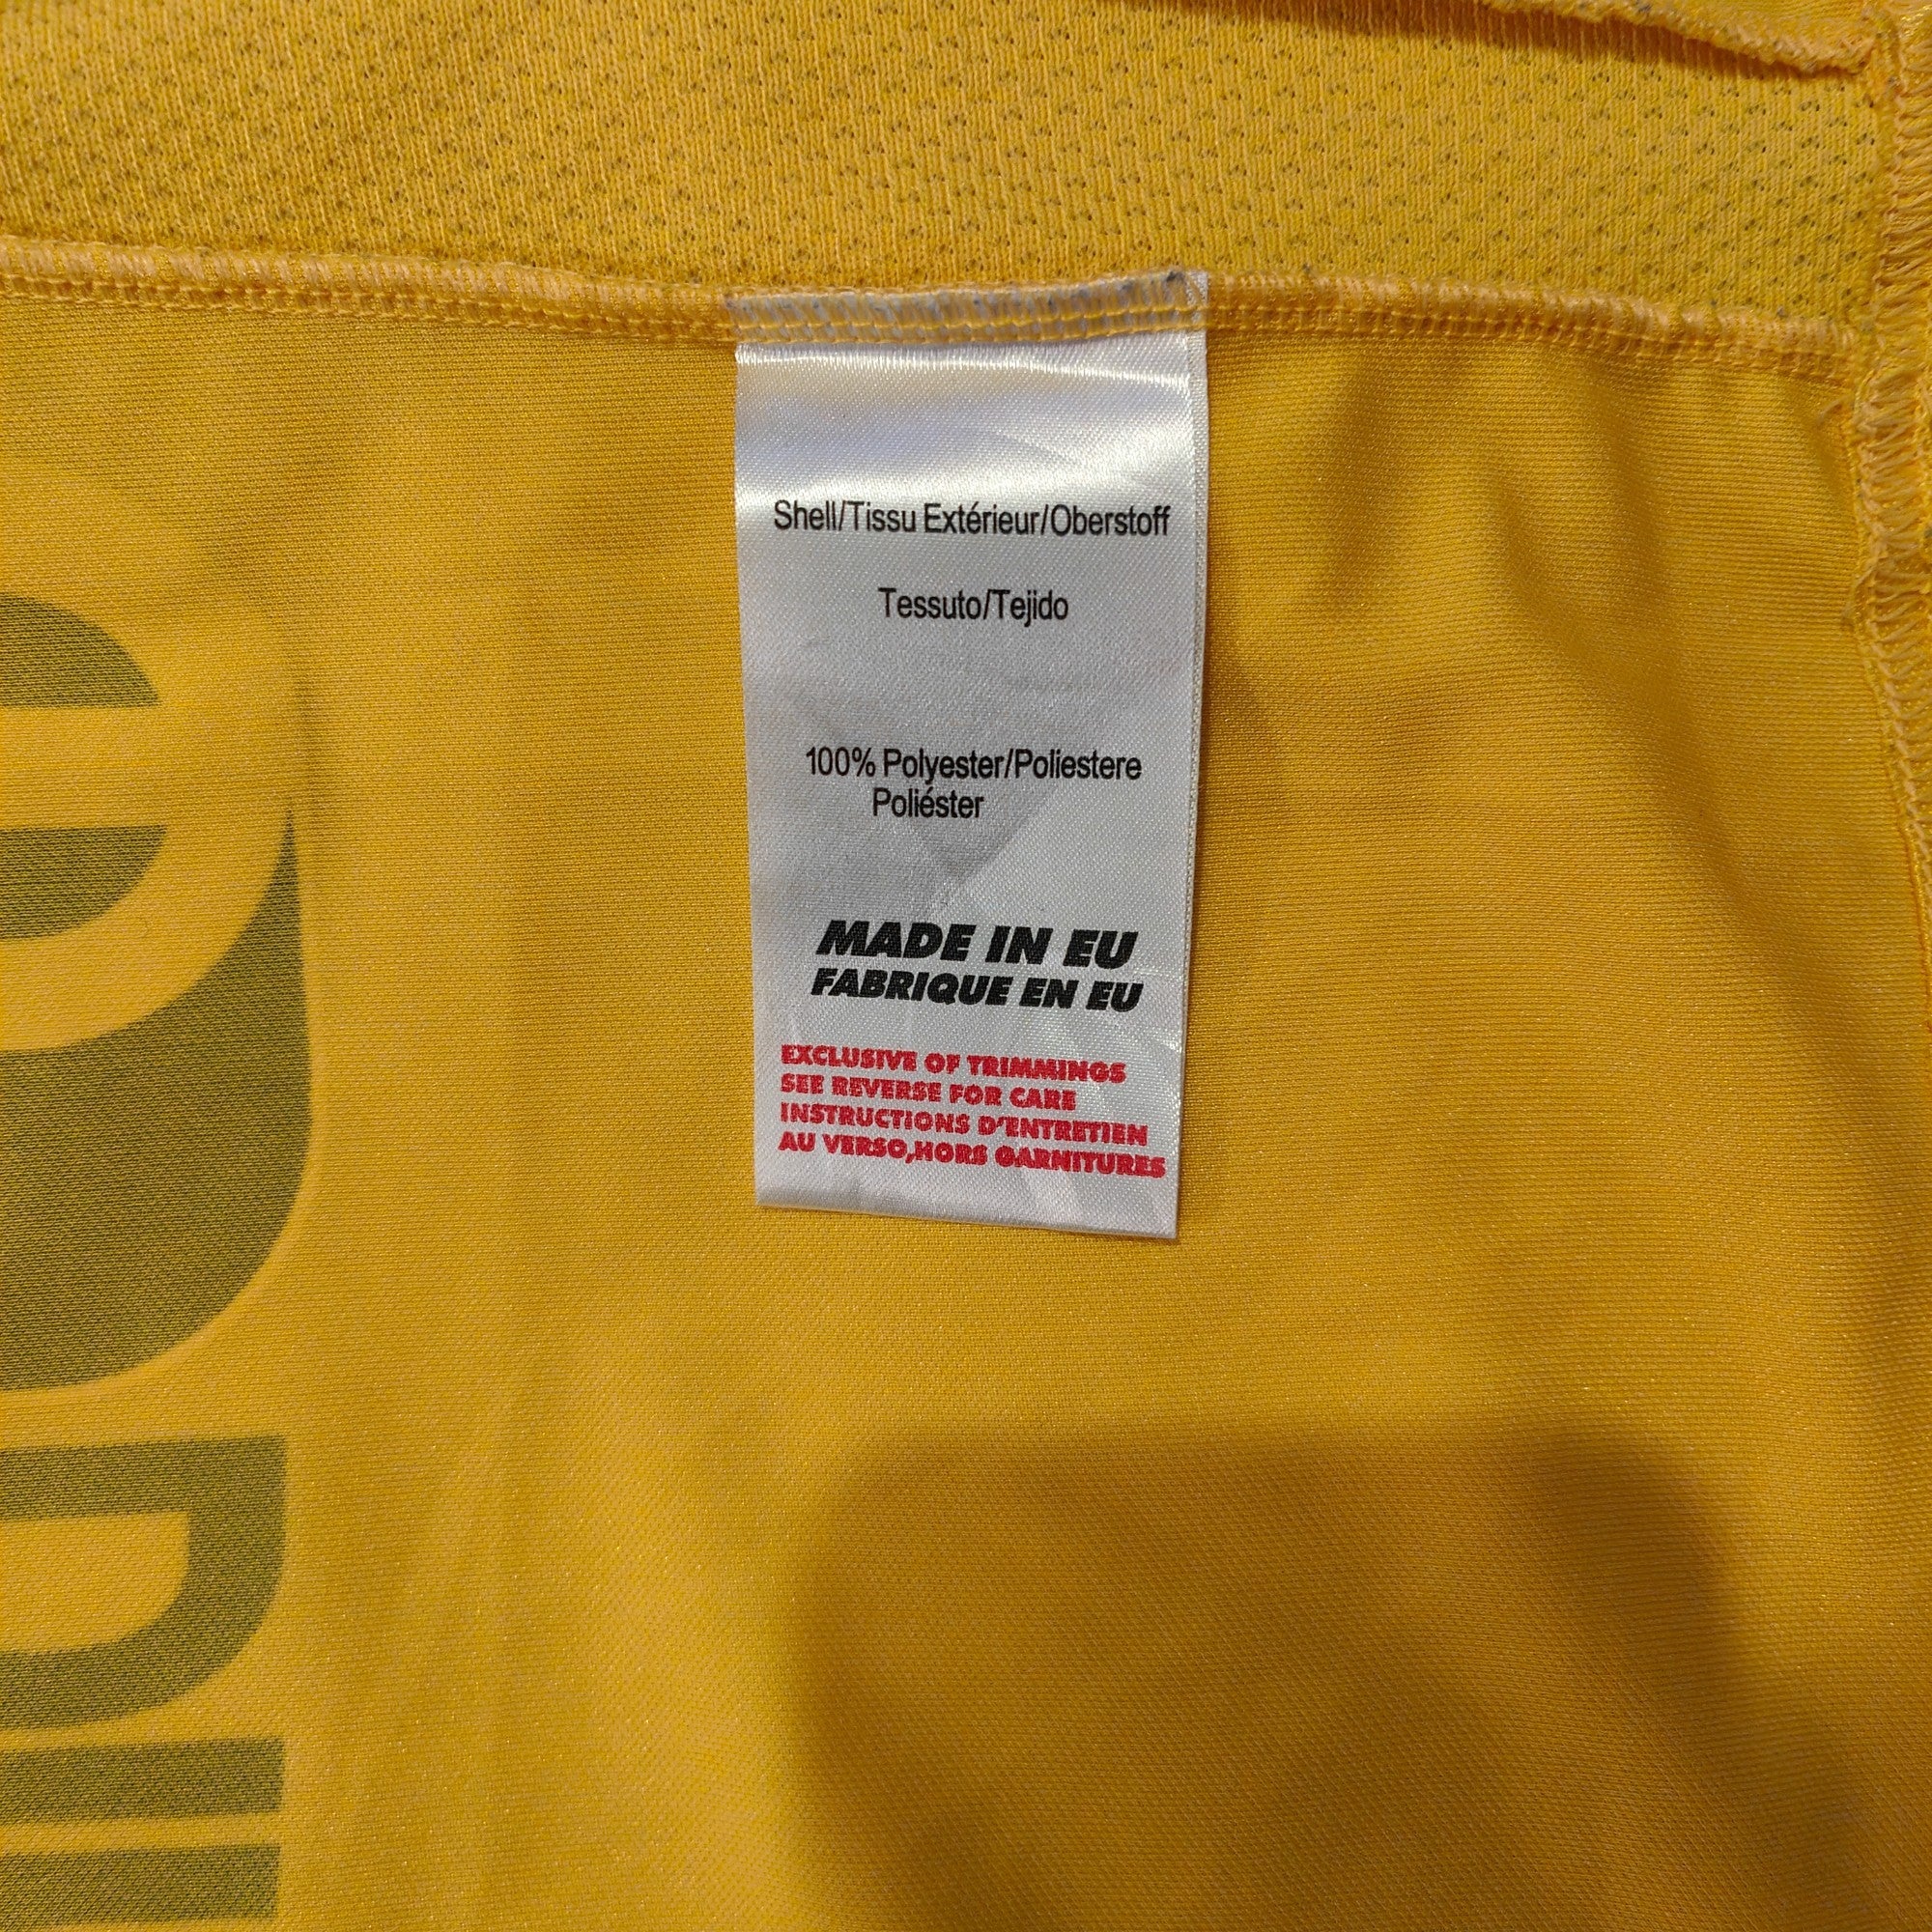 Shell/Tissu Extérieur/Oberstoff
Tessuto/Tejido
100% Polyester/Poliestere
Poliéster
MADE IN EU
FABRIQUE EN EU
EXCLUSIVE OF TRIMMINGS
SEE REVERSE FOR CARE
INSTRUCTIONS D'ENTRETIEN
AU VERSO,HORS GARNITURES